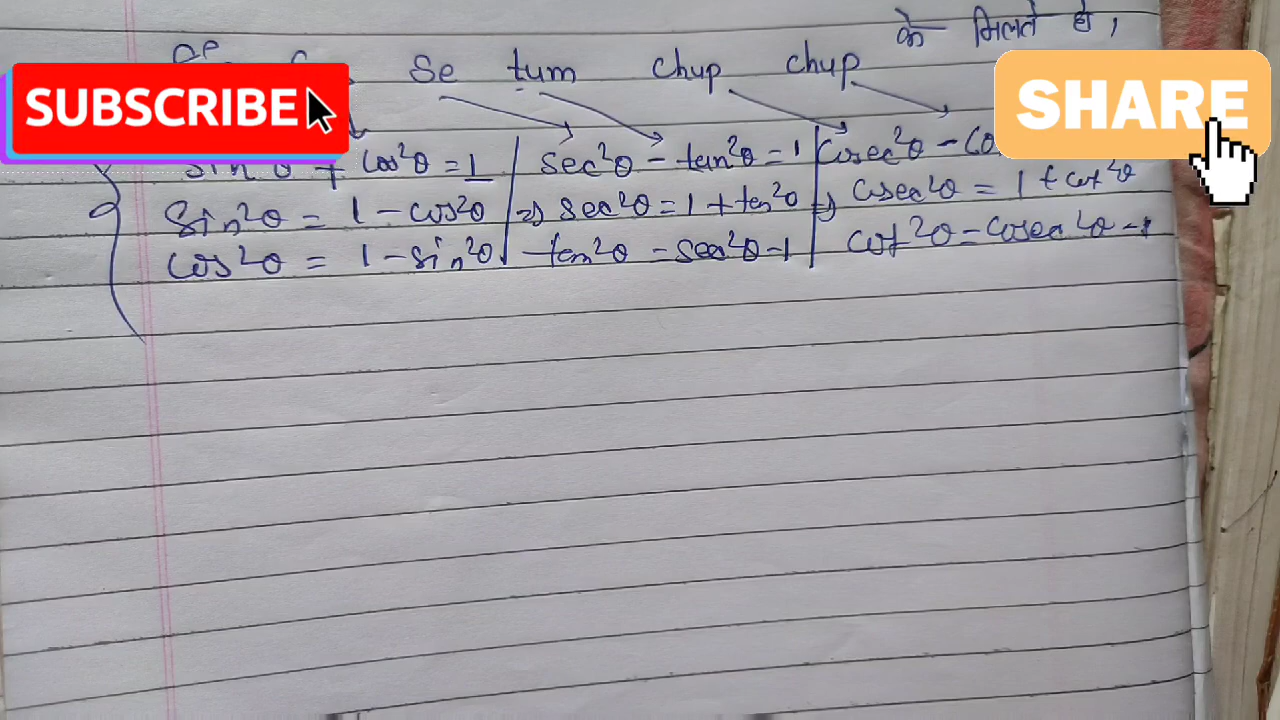 के मिलते हो,
se tum chup chup
SUBSCRIBE
SHARE
sin²θ + cos²θ = 1 | sec²θ - tan²θ = 1 | cosec²θ -
sin²θ = 1 - cos²θ | => sec²θ = 1 + tan²θ | => cosec²θ = 1 + cot²θ
cos²θ = 1 - sin²θ | tan²θ = sec²θ - 1 | cot²θ = cosec²θ - 1